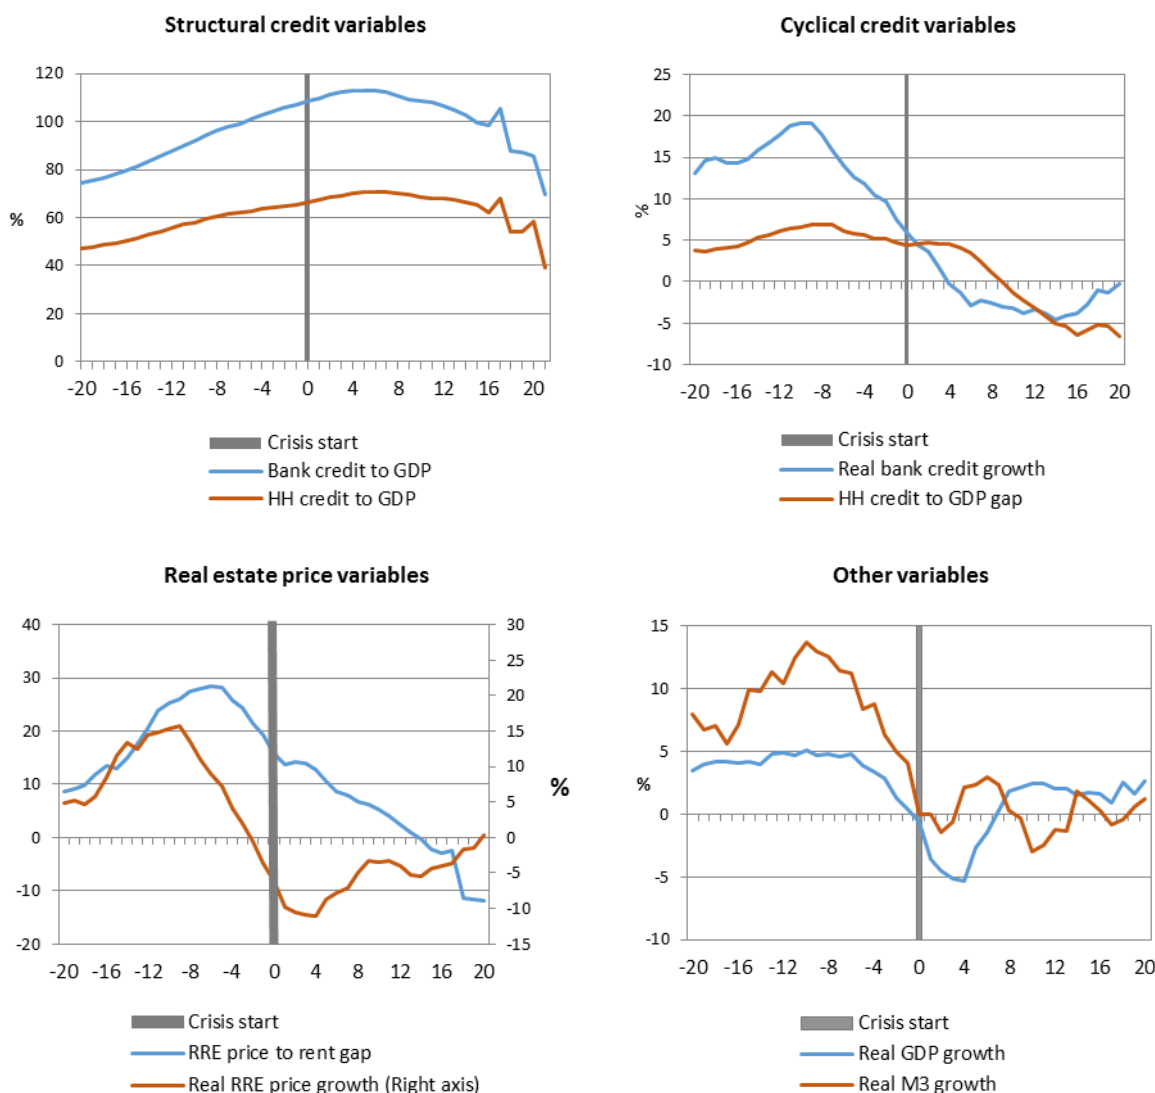 Structural credit variables
120
100
80
60
40
20
0
%
-20 -16 -12 -8 -4 0 4 8 12 16 20
Crisis start
Bank credit to GDP
HH credit to GDP
Cyclical credit variables
25
20
15
10
5
0
-5
-10
%
-20 -16 -12 -8 -4 0 4 8 12 16 20
Crisis start
Real bank credit growth
HH credit to GDP gap
Real estate price variables
40
30
20
10
0
-10
-20
30
25
20
15
10
5
0
-5
-10
-15
%
-20 -16 -12 -8 -4 0 4 8 12 16 20
Crisis start
RRE price to rent gap
Real RRE price growth (Right axis)
Other variables
15
10
5
0
-5
-10
%
-20 -16 -12 -8 -4 0 4 8 12 16 20
Crisis start
Real GDP growth
Real M3 growth